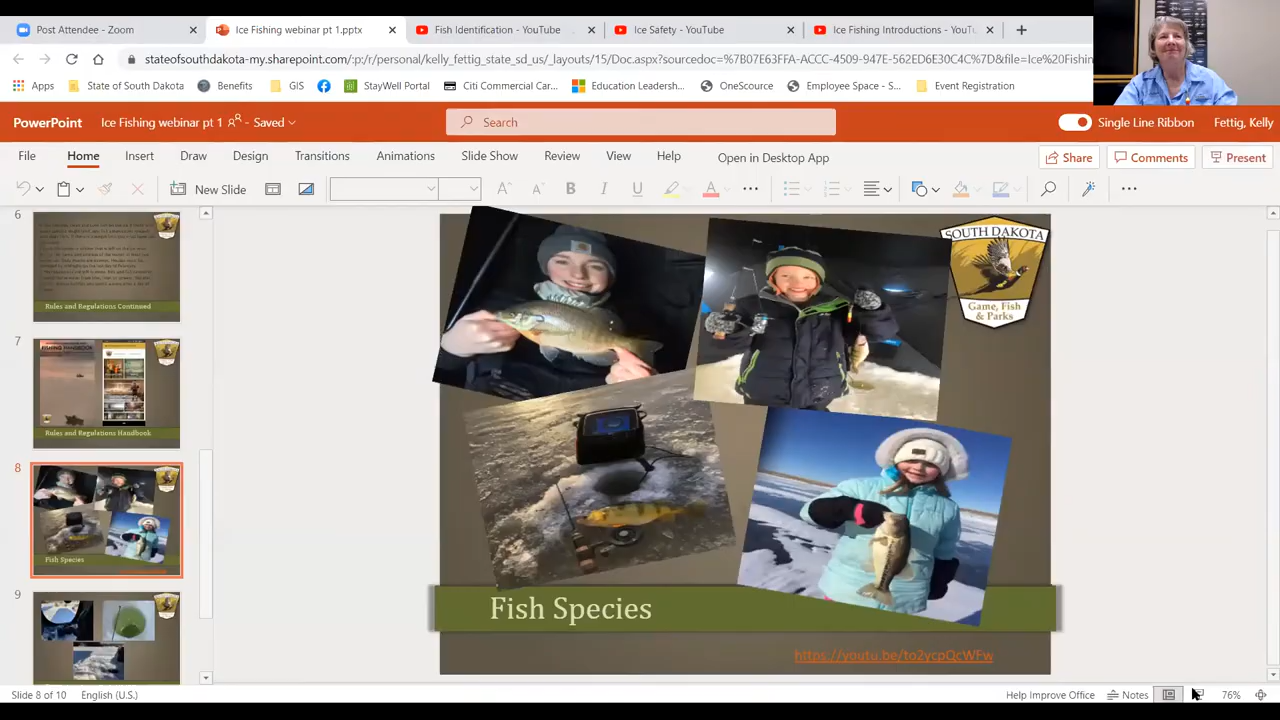 Post Attendee - Zoom
Ice Fishing webinar pt 1.pptx
Fish Identification - YouTube
Ice Safety - YouTube
Ice Fishing Introductions - YouTu
stateofsouthdakota-my.sharepoint.com/:p:/r/personal/kelly_fettig_state_sd_us/_layouts/15/Doc.aspx?sourcedoc=%7B07E63FFA-ACCC-4509-947E-562ED6E30C4C%7D&file=Ice%20Fishin
Apps
State of South Dakota
Benefits
GIS
StayWellPortal
Citi Commercial Car...
Education Leadersh...
OneSource
Employee Space - S...
Event Registration
PowerPoint
Ice Fishing webinar pt 1 - Saved
Search
Single Line Ribbon
Fettig, Kelly
File
Home
Insert
Draw
Design
Transitions
Animations
Slide Show
Review
View
Help
Open in Desktop App
Share
Comments
Present
New Slide
B
I
U
A
6
Rules and Regulations Continued
7
FISHING HANDBOOK
Rules and Regulations Handbook
8
Fish Species
9
SOUTH DAKOTA
Game, Fish
& Parks
Fish Species
https://youtu.be/to2ycpQcWFw
Slide 8 of 10
English (U.S.)
Help Improve Office
Notes
76%